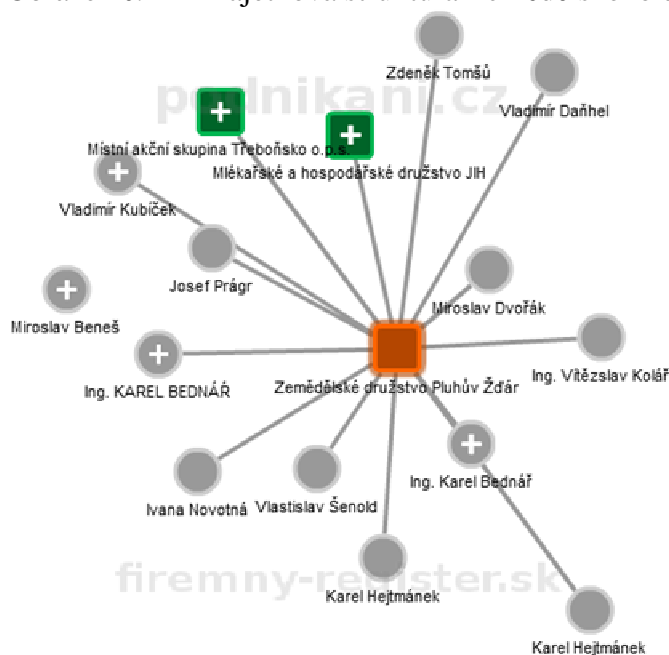 Zdeněk Tomšů
podnikani.cz
Vladimír Daňhel
Místní akční skupina Třeboňsko o.p.s.
Mlékařské a hospodářské družstvo JIH
Vladimír Kubíček
Josef Prágr
Miroslav Dvořák
Miroslav Beneš
Ing. Vítězslav Kolář
Ing. KAREL BEDNÁŘ
Zemědělské družstvo Pluhův Žďár
Ing. Karel Bednář
Ivana Novotná
Vlastislav Šenold
firemny-register.sk
Karel Hejtmánek
Karel Hejtmánek